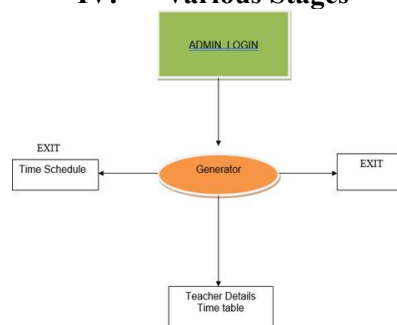 IV. Various Stages
ADMIN LOGIN
EXIT
Time Schedule
Generator
EXIT
Teacher Details
Time table